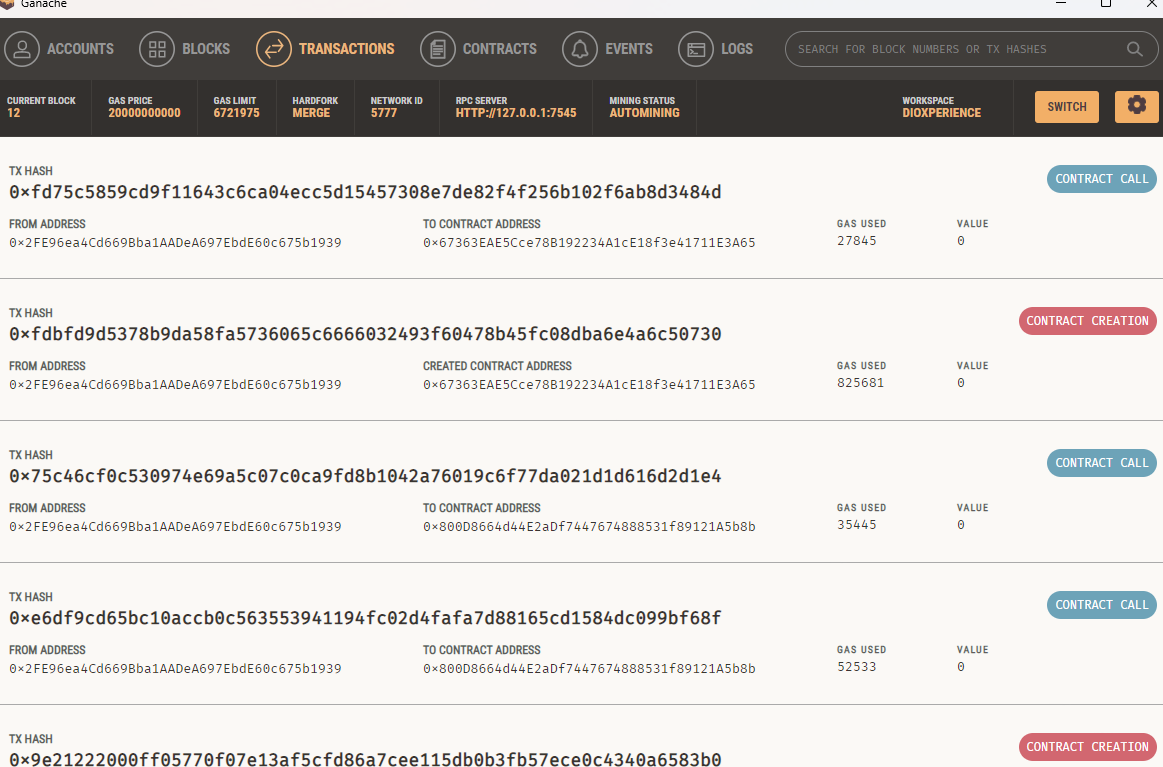 Ganache
ACCOUNTS BLOCKS TRANSACTIONS CONTRACTS EVENTS LOGS SEARCH FOR BLOCK NUMBERS OR TX HASHES
CURRENT BLOCK GAS PRICE GAS LIMIT HARDFORK NETWORK ID RPC SERVER MINING STATUS WORKSPACE
12 20000000000 6721975 MERGE 5777 HTTP://127.0.0.1:7545 AUTOMINING DIOXPERIENCE SWITCH
TX HASH
0×fd75c5859cd9f11643c6ca04ecc5d15457308e7de82f4f256b102f6ab8d3484d CONTRACT CALL
FROM ADDRESS TO CONTRACT ADDRESS GAS USED VALUE
0×2FE96ea4Cd669Bba1AADeA697EbdE60c675b1939 0×67363EAE5Cce78B192234A1cE18f3e41711E3A65 27845 0
TX HASH
0×fdbfd9d5378b9da58fa5736065c6666032493f60478b45fc08dba6e4a6c50730 CONTRACT CREATION
FROM ADDRESS CREATED CONTRACT ADDRESS GAS USED VALUE
0×2FE96ea4Cd669Bba1AADeA697EbdE60c675b1939 0×67363EAE5Cce78B192234A1cE18f3e41711E3A65 825681 0
TX HASH
0×75c46cf0c530974e69a5c07c0ca9fd8b1042a76019c6f77da021d1d616d2d1e4 CONTRACT CALL
FROM ADDRESS TO CONTRACT ADDRESS GAS USED VALUE
0×2FE96ea4Cd669Bba1AADeA697EbdE60c675b1939 0×800D8664d44E2aDf7447674888531f89121A5b8b 35445 0
TX HASH
0×e6df9cd65bc10accb0c563553941194fc02d4fafa7d88165cd1584dc099bf68f CONTRACT CALL
FROM ADDRESS TO CONTRACT ADDRESS GAS USED VALUE
0×2FE96ea4Cd669Bba1AADeA697EbdE60c675b1939 0×800D8664d44E2aDf7447674888531f89121A5b8b 52533 0
TX HASH
0×9e21222000ff05770f07e13af5cfd86a7cee115db0b3fb57ece0c4340a6583b0 CONTRACT CREATION